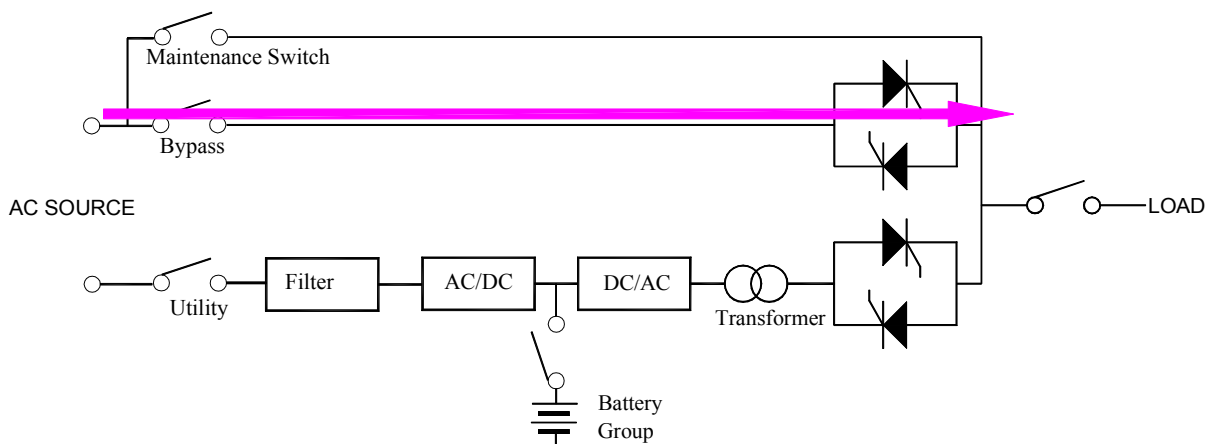 Maintenance Switch
Bypass
AC SOURCE
LOAD
Filter
AC/DC
DC/AC
Utility
Transformer
Battery
Group